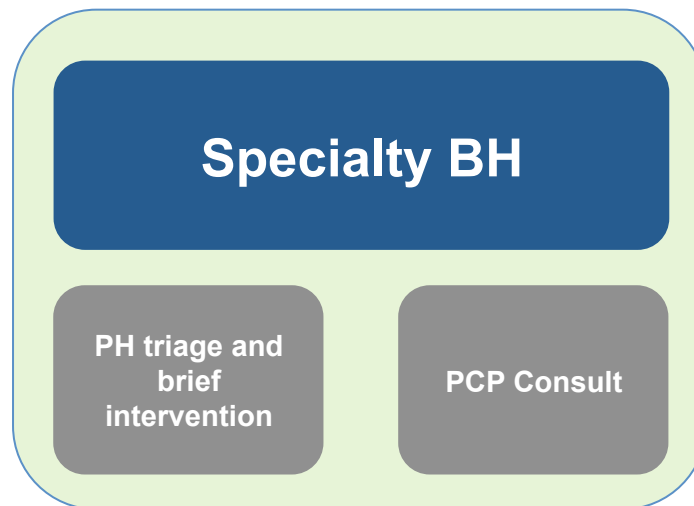 Specialty BH
PH triage and
brief
intervention
PCP Consult